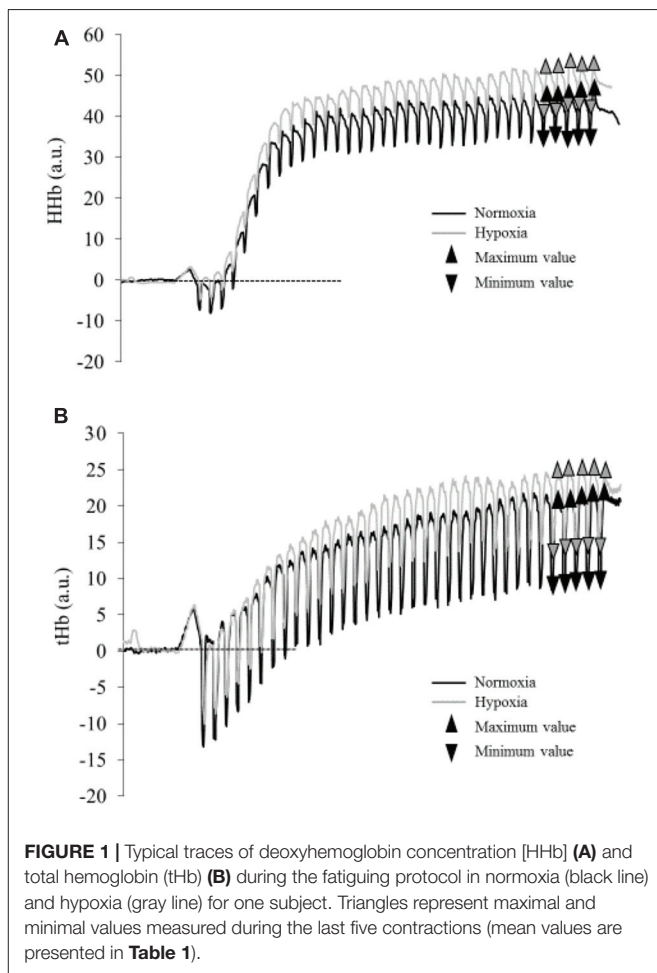 A
60
50
40
30
20
10
0
-10
-20
HHb (a.u.)
Normoxia
Hypoxia
Maximum value
Minimum value
B
30
25
20
15
10
5
0
-5
-10
-15
-20
tHb (a.u.)
Normoxia
Hypoxia
Maximum value
Minimum value
FIGURE 1 | Typical traces of deoxyhemoglobin concentration [HHb] (A) and
total hemoglobin (tHb) (B) during the fatiguing protocol in normoxia (black line)
and hypoxia (gray line) for one subject. Triangles represent maximal and
minimal values measured during the last five contractions (mean values are
presented in Table 1).